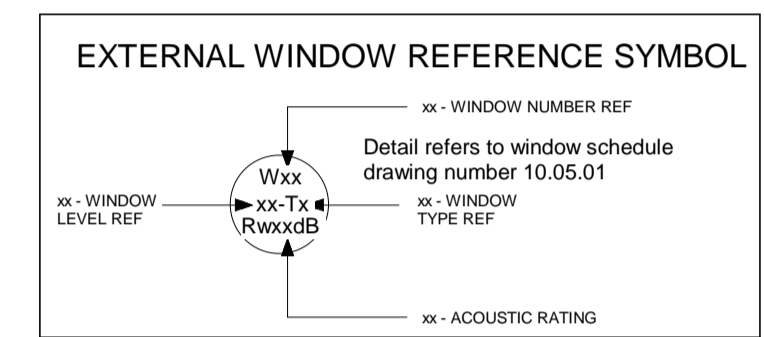 EXTERNAL WINDOW REFERENCE SYMBOL
xx - WINDOW NUMBER REF
Detail refers to window schedule
drawing number 10.05.01
Wxx
xx-Tx
RwxxdB
xx - WINDOW
LEVEL REF
xx - WINDOW
TYPE REF
xx - ACOUSTIC RATING